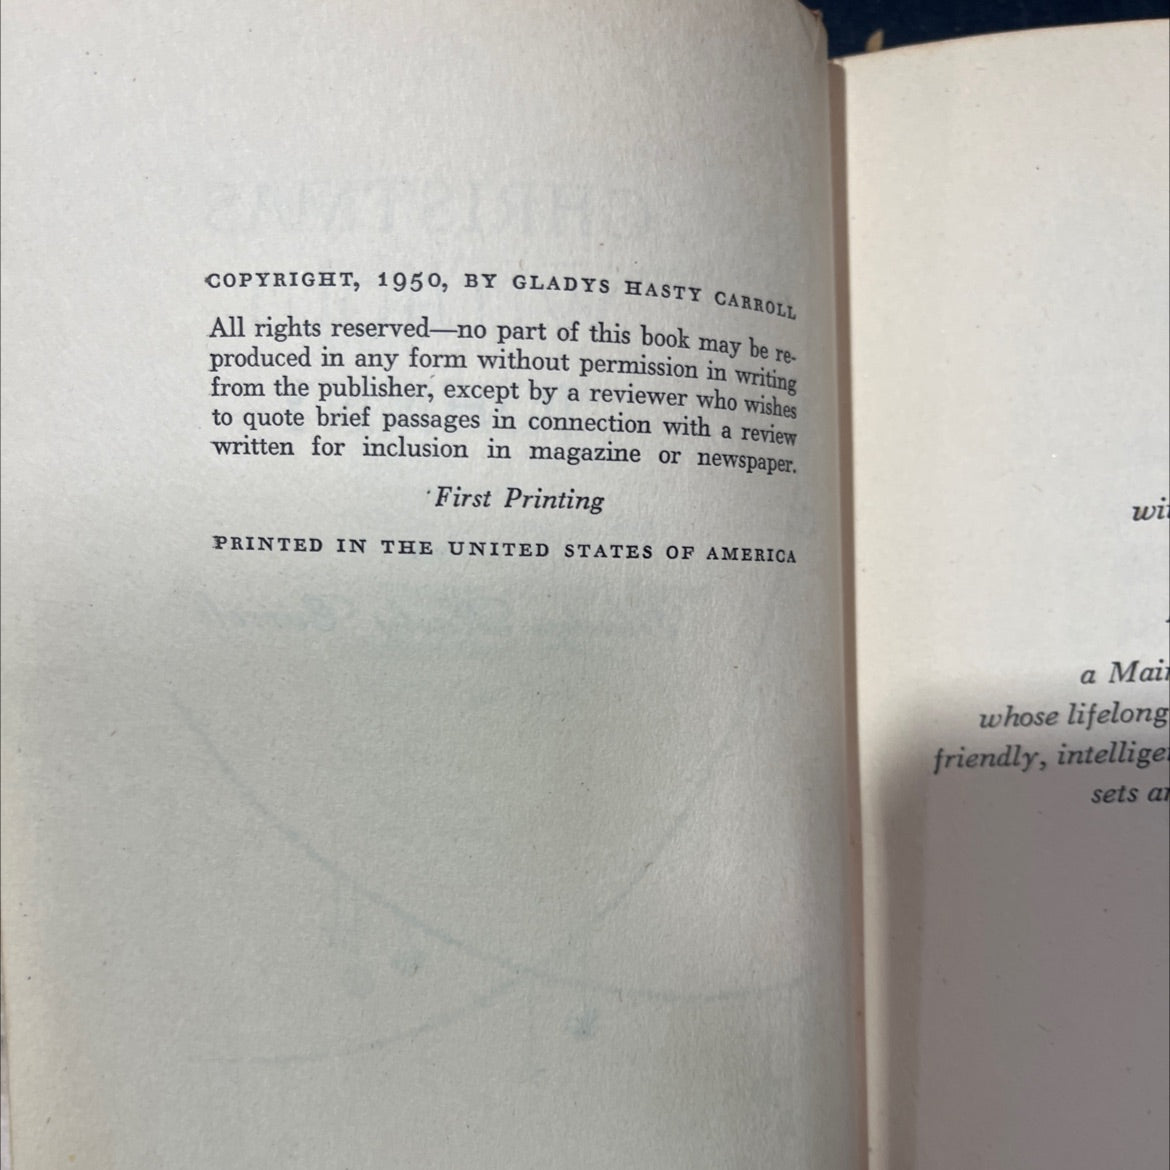 COPYRIGHT, 1950, BY GLADYS HASTY CARROLL
All rights reserved—no part of this book may be re-
produced in any form without permission in writing
from the publisher, except by a reviewer who wishes
to quote brief passages in connection with a review
written for inclusion in magazine or newspaper.
First Printing
PRINTED IN THE UNITED STATES OF AMERICA
CHRISTMAS
a
whose lifelong
friendly,
sets